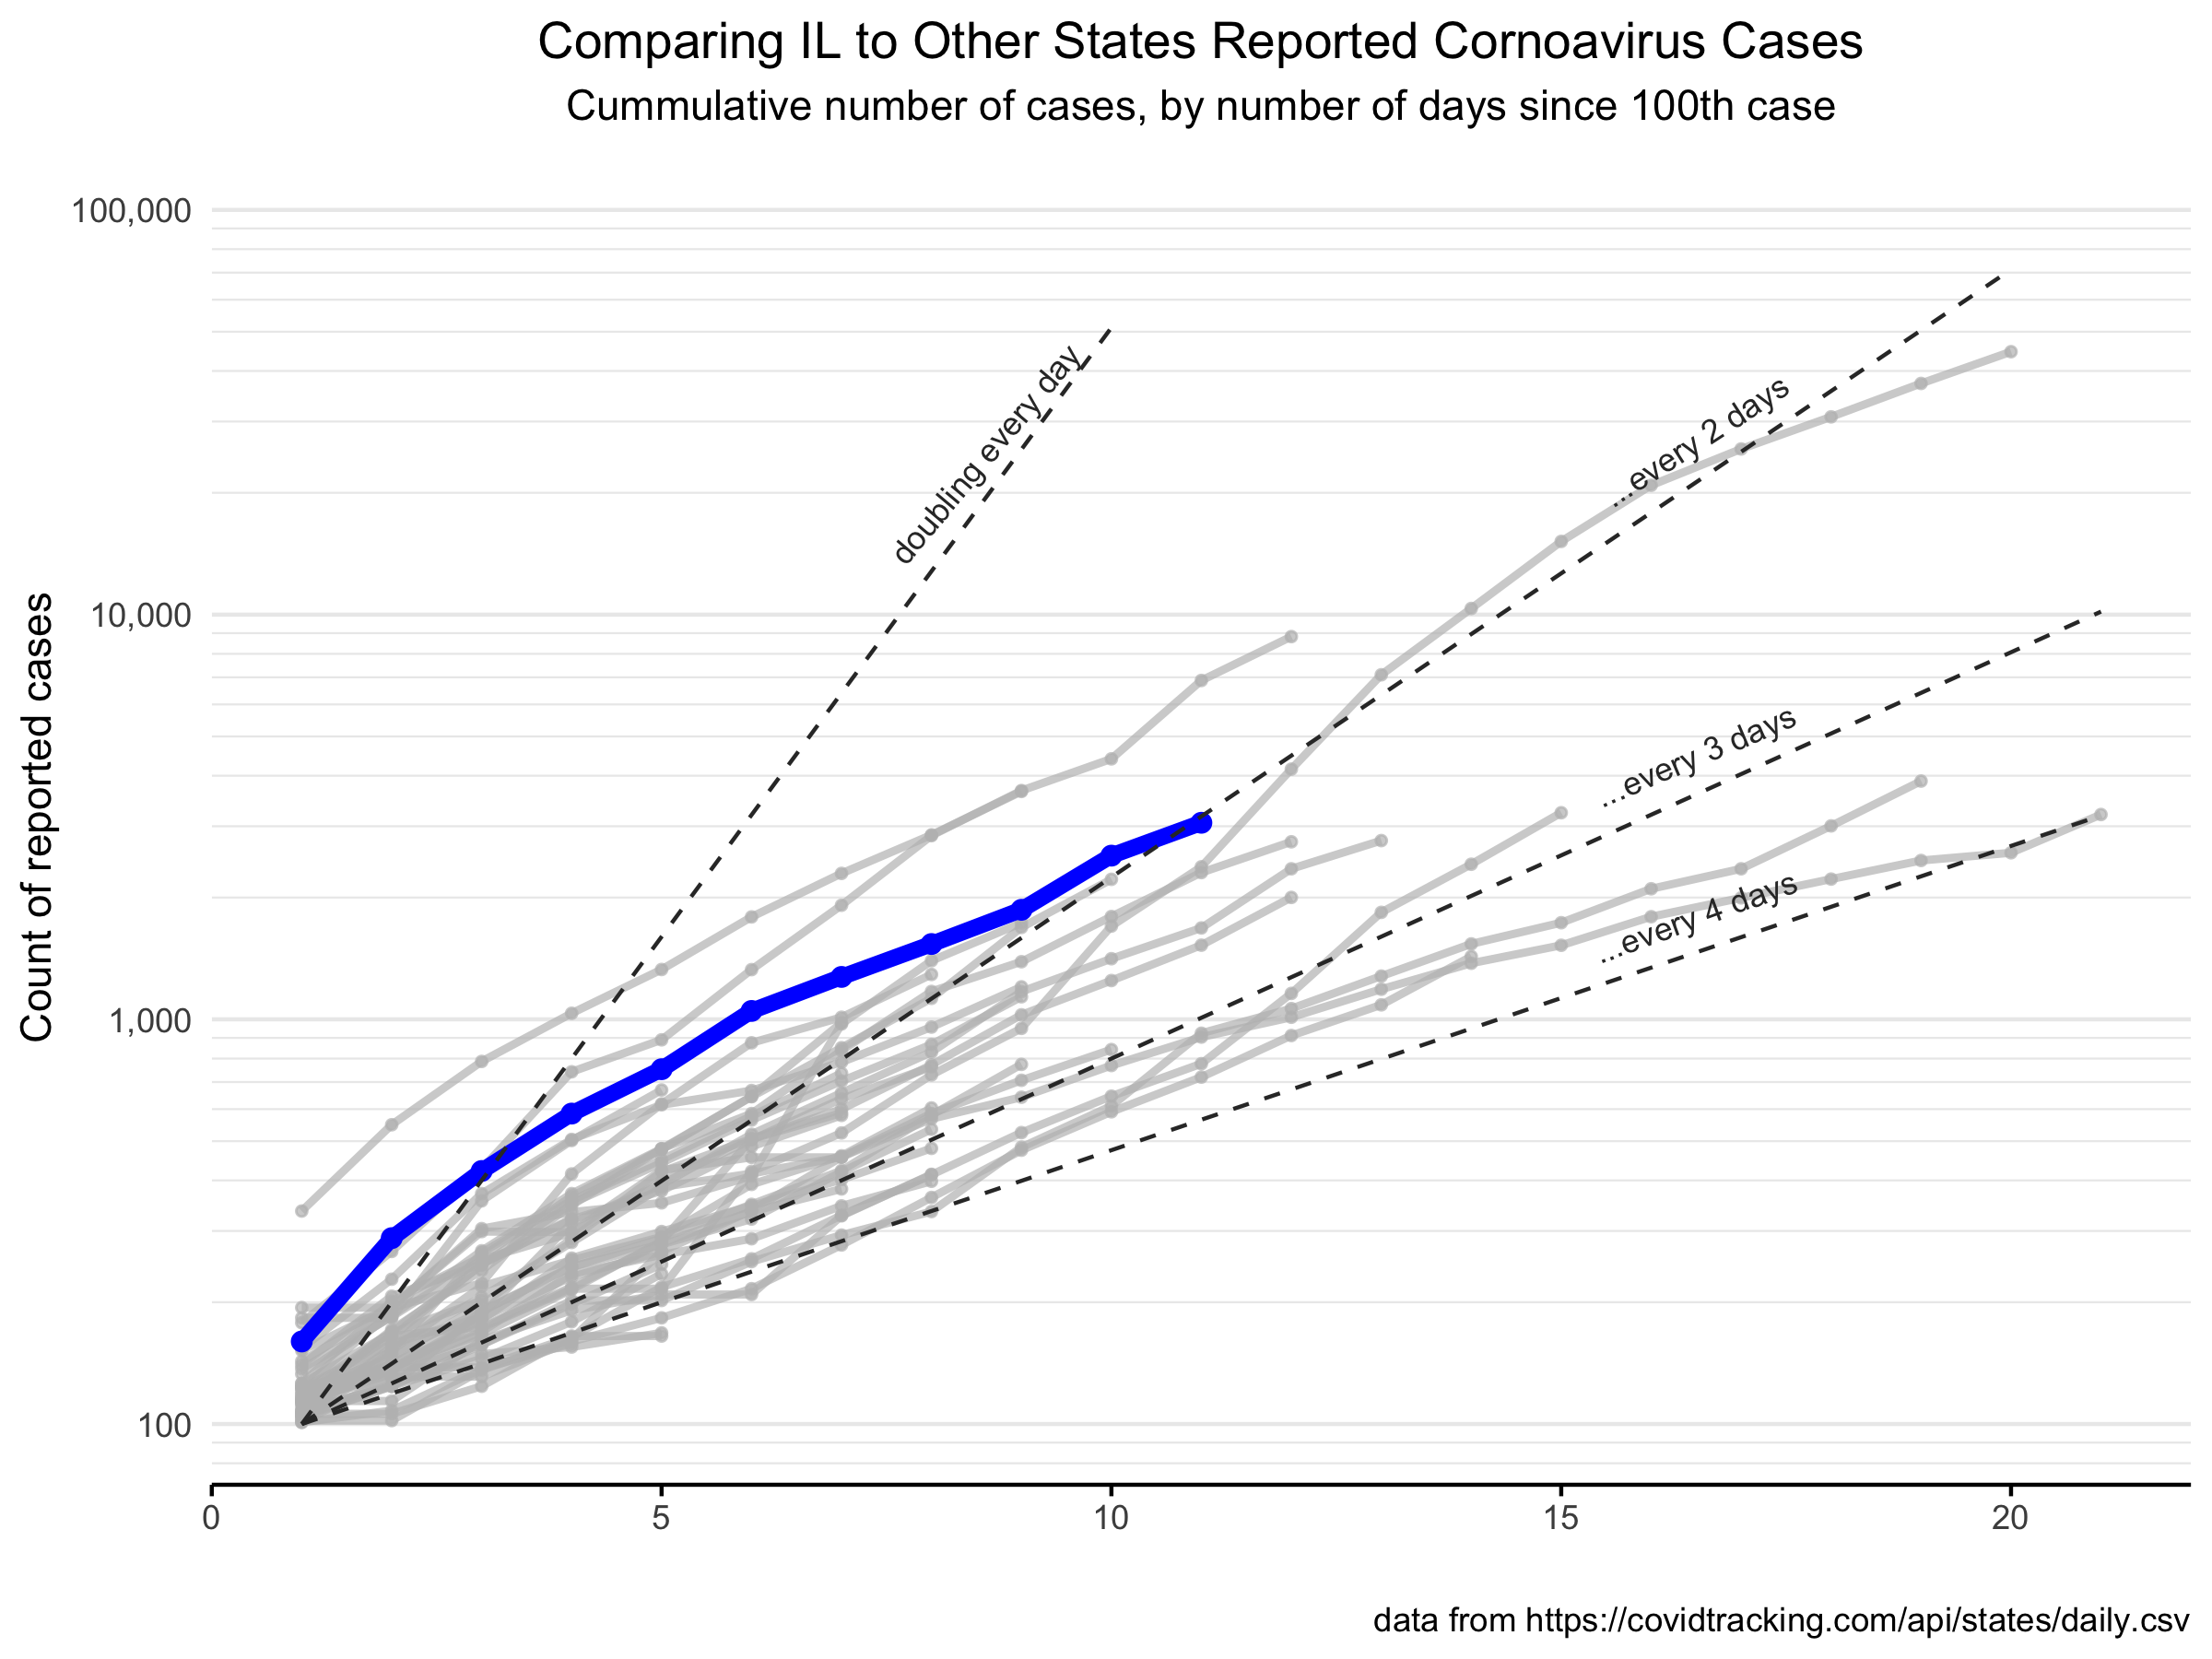 Comparing IL to Other States Reported Cornoavirus Cases
Cummulative number of cases, by number of days since 100th case
100,000
10,000
1,000
100
Count of reported cases
doubling every day
...every 2 days
...every 3 days
...every 4 days
0
5
10
15
20
data from https://covidtracking.com/api/states/daily.csv